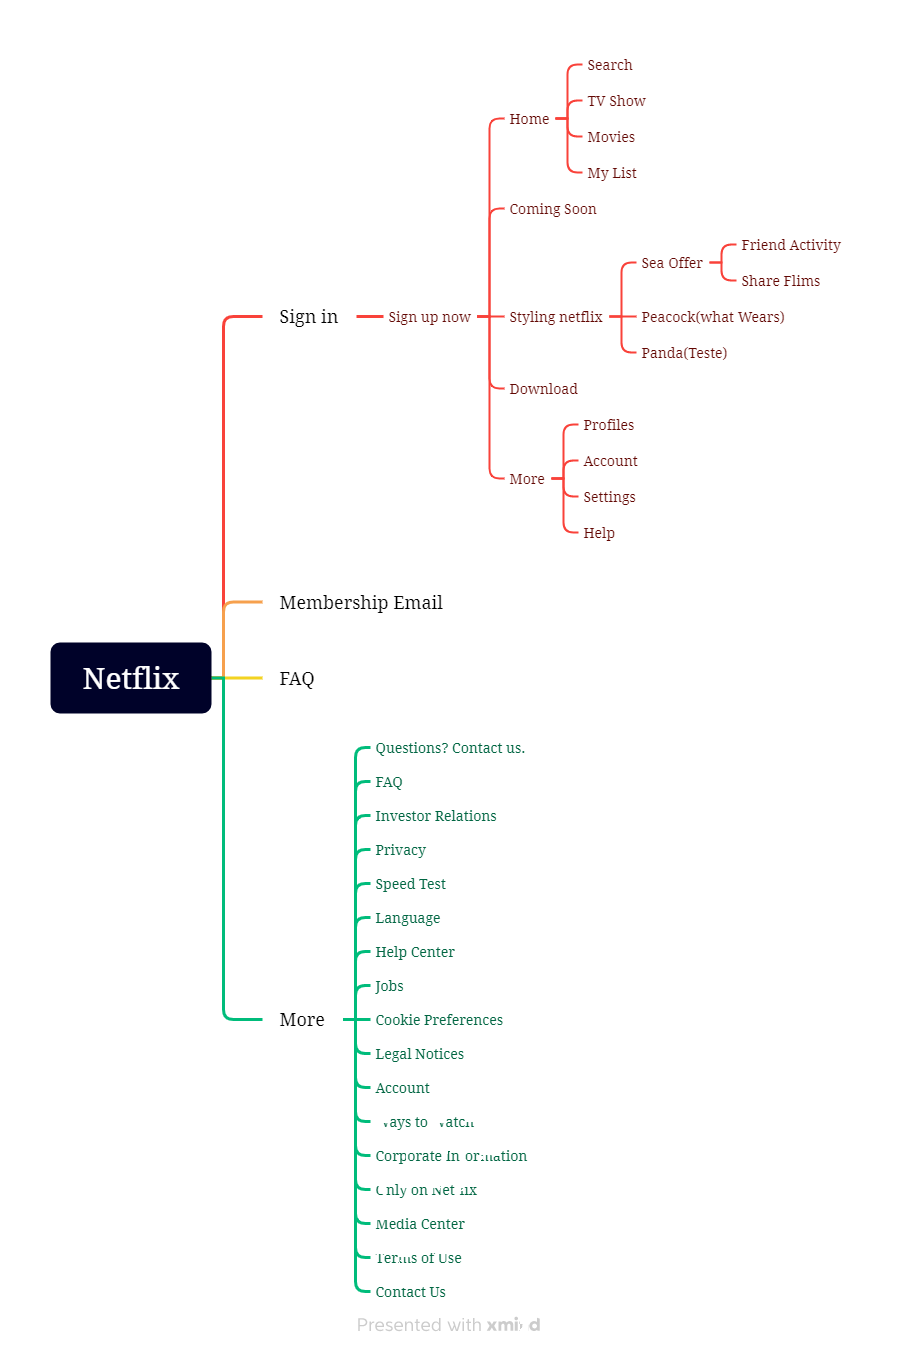 Netflix
Sign in
Sign up now
Home
Search
TV Show
Movies
My List
Coming Soon
Styling netflix
Sea Offer
Friend Activity
Share Flims
Peacock(what Wears)
Panda(Teste)
Download
More
Profiles
Account
Settings
Help
Membership Email
FAQ
More
Questions? Contact us.
FAQ
Investor Relations
Privacy
Speed Test
Language
Help Center
Jobs
Cookie Preferences
Legal Notices
Account
Ways to Watch
Corporate Information
Only on Netflix
Media Center
Terms of Use
Contact Us
Presented with xmind